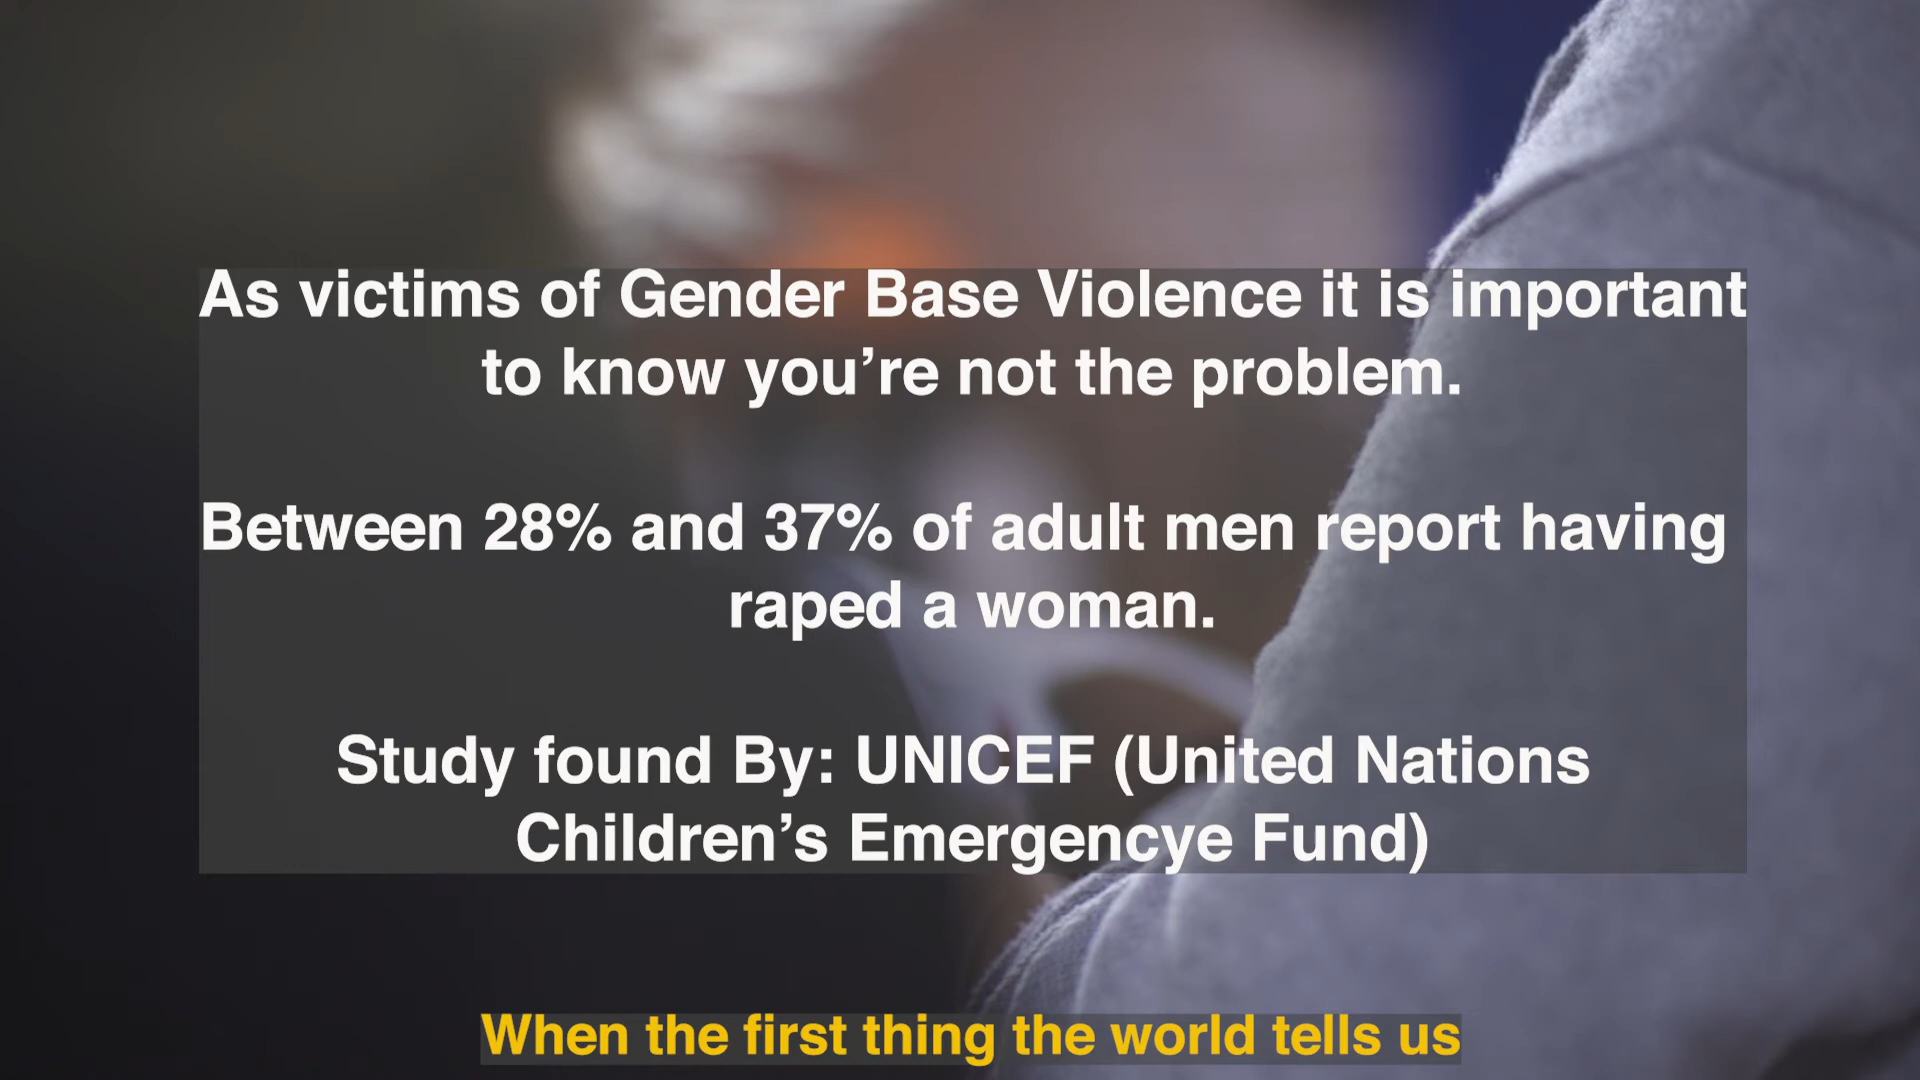 As victims of Gender Base Violence it is important
to know you’re not the problem.
Between 28% and 37% of adult men report having
raped a woman.
Study found By: UNICEF (United Nations
Children’s Emergencye Fund)
When the first thing the world tells us